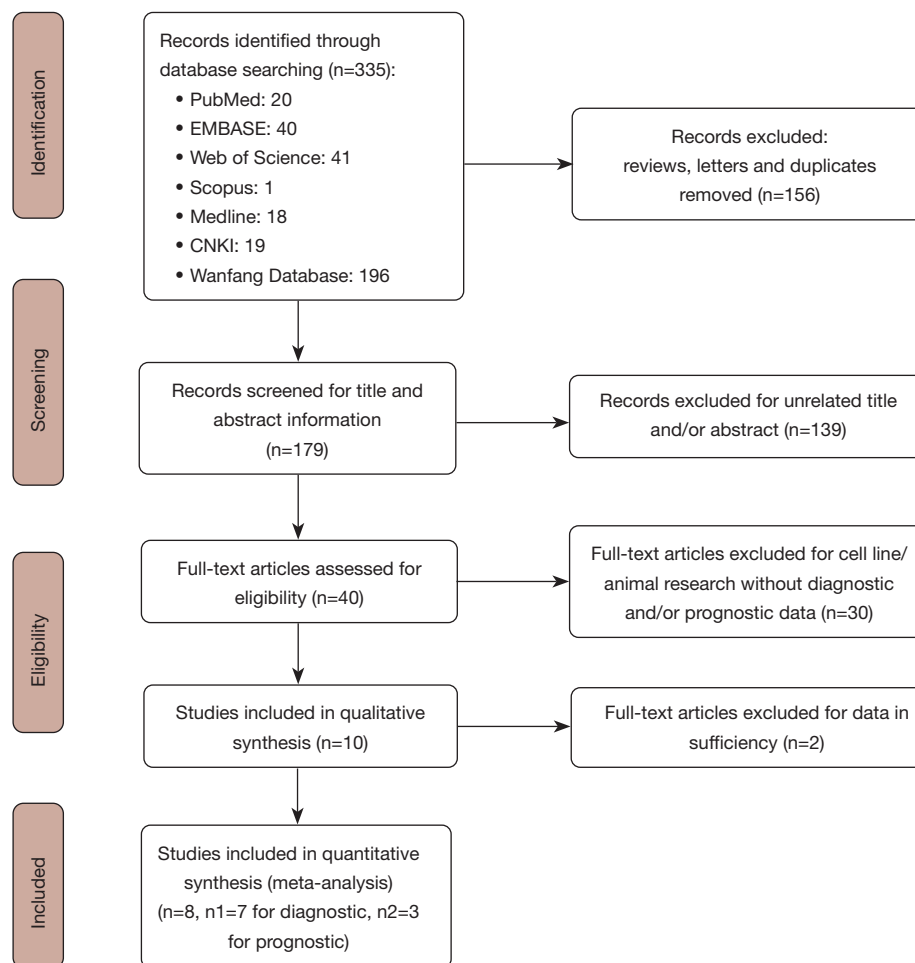 Identification
Records identified through
database searching (n=335):
• PubMed: 20
• EMBASE: 40
• Web of Science: 41
• Scopus: 1
• Medline: 18
• CNKI: 19
• Wanfang Database: 196
Records excluded:
reviews, letters and duplicates
removed (n=156)
Screening
Records screened for title and
abstract information
(n=179)
Records excluded for unrelated title
and/or abstract (n=139)
Eligibility
Full-text articles assessed for
eligibility (n=40)
Full-text articles excluded for cell line/
animal research without diagnostic
and/or prognostic data (n=30)
Studies included in qualitative
synthesis (n=10)
Full-text articles excluded for data in
sufficiency (n=2)
Included
Studies included in quantitative
synthesis (meta-analysis)
(n=8, n1=7 for diagnostic, n2=3
for prognostic)